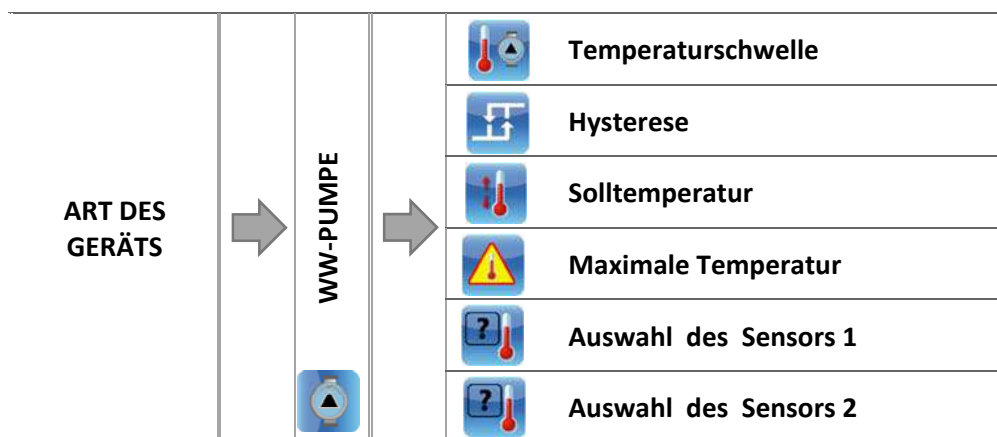 ART DES
GERÄTS
WW-PUMPE
Temperaturschwelle
Hysterese
Solltemperatur
Maximale Temperatur
?
Auswahl des Sensors 1
?
Auswahl des Sensors 2